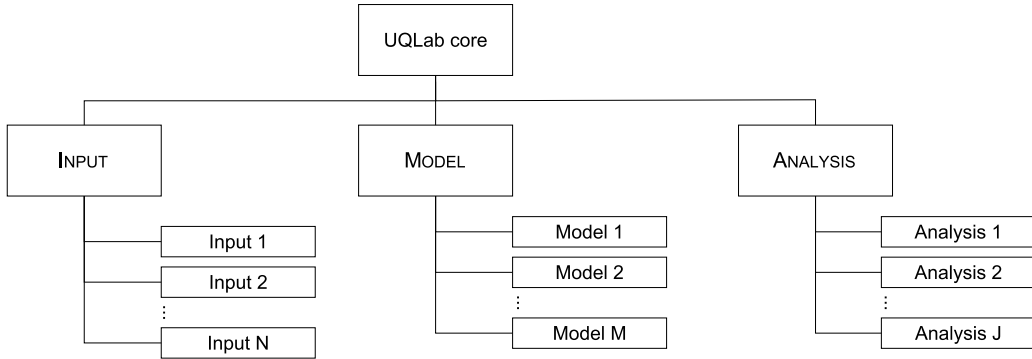 UQLab core
INPUT
MODEL
ANALYSIS
Input 1
Input 2
⋮
Input N
Model 1
Model 2
⋮
Model M
Analysis 1
Analysis 2
⋮
Analysis J